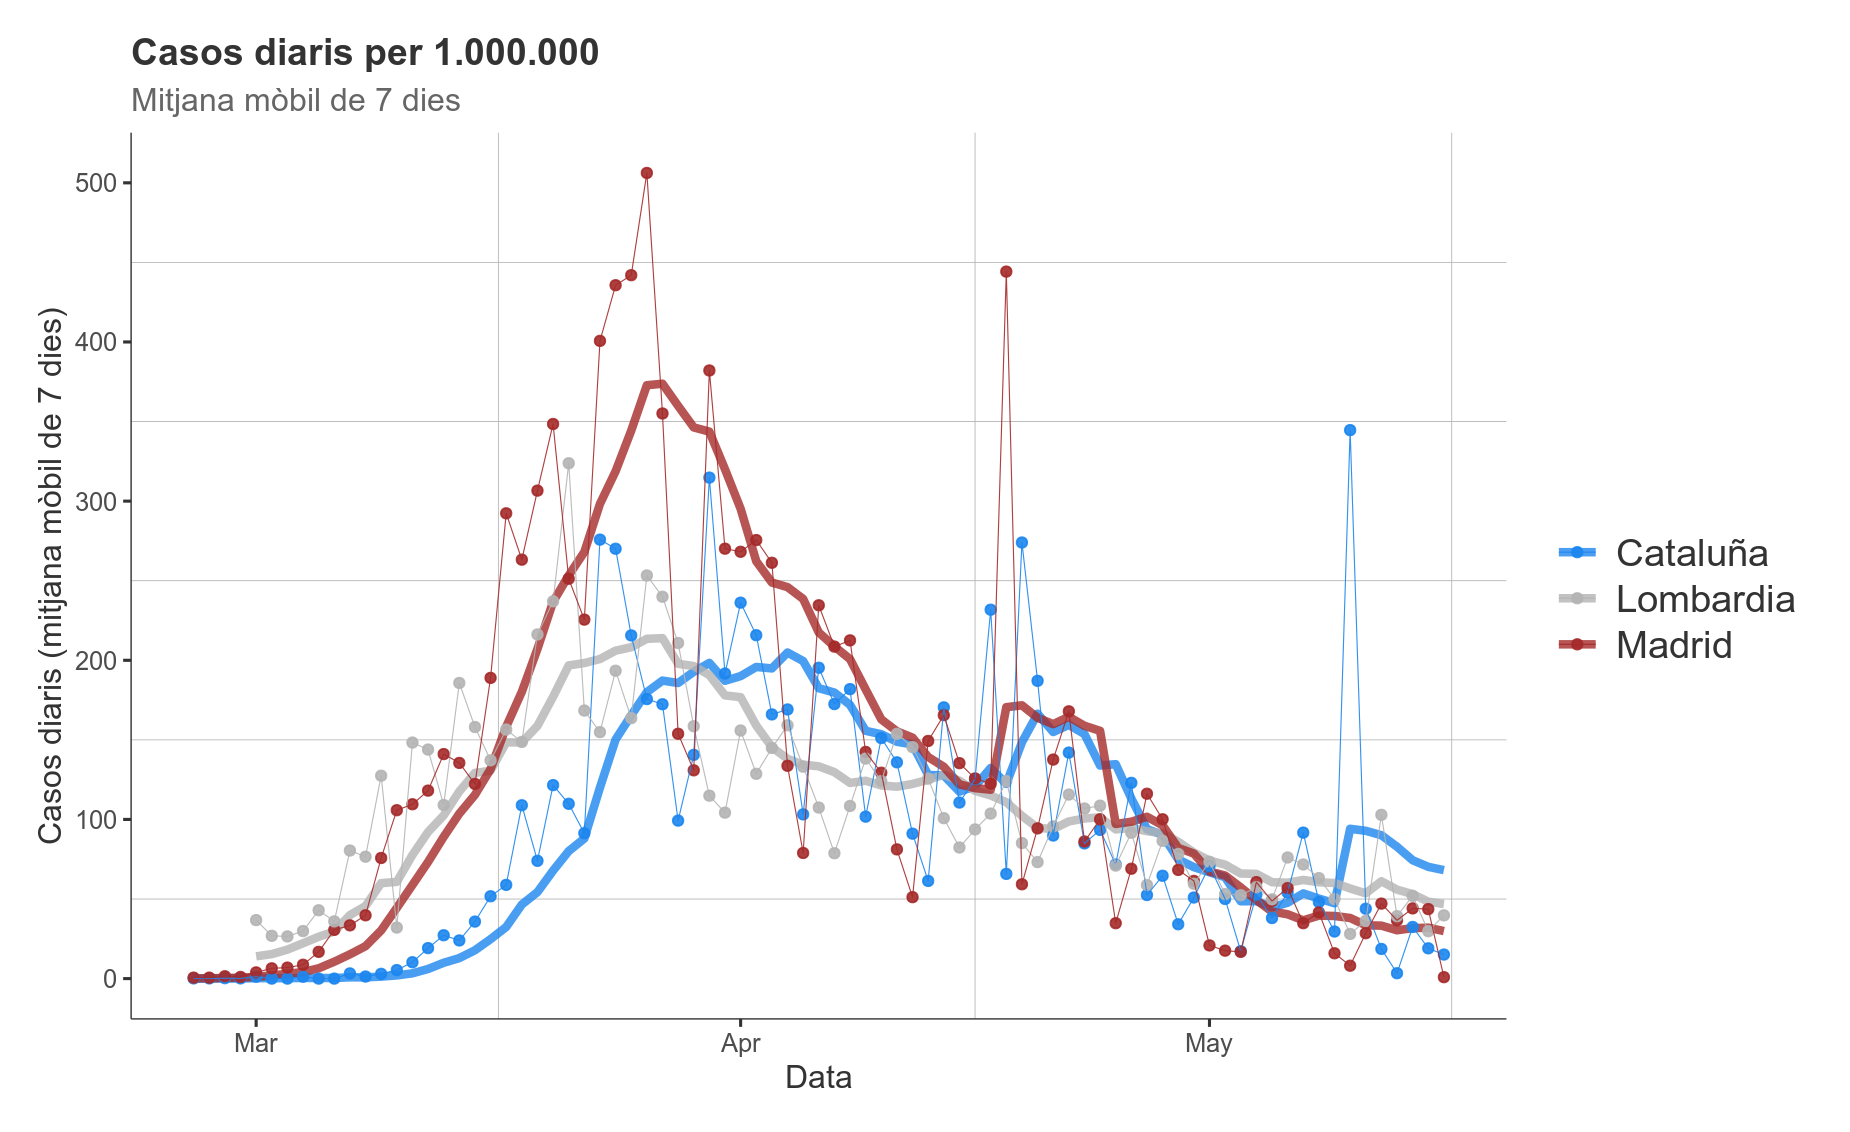 Casos diaris per 1.000.000
Mitjana mòbil de 7 dies
Casos diaris (mitjana mòbil de 7 dies)
500
400
300
200
100
0
Mar
Apr
May
Data
Cataluña
Lombardia
Madrid